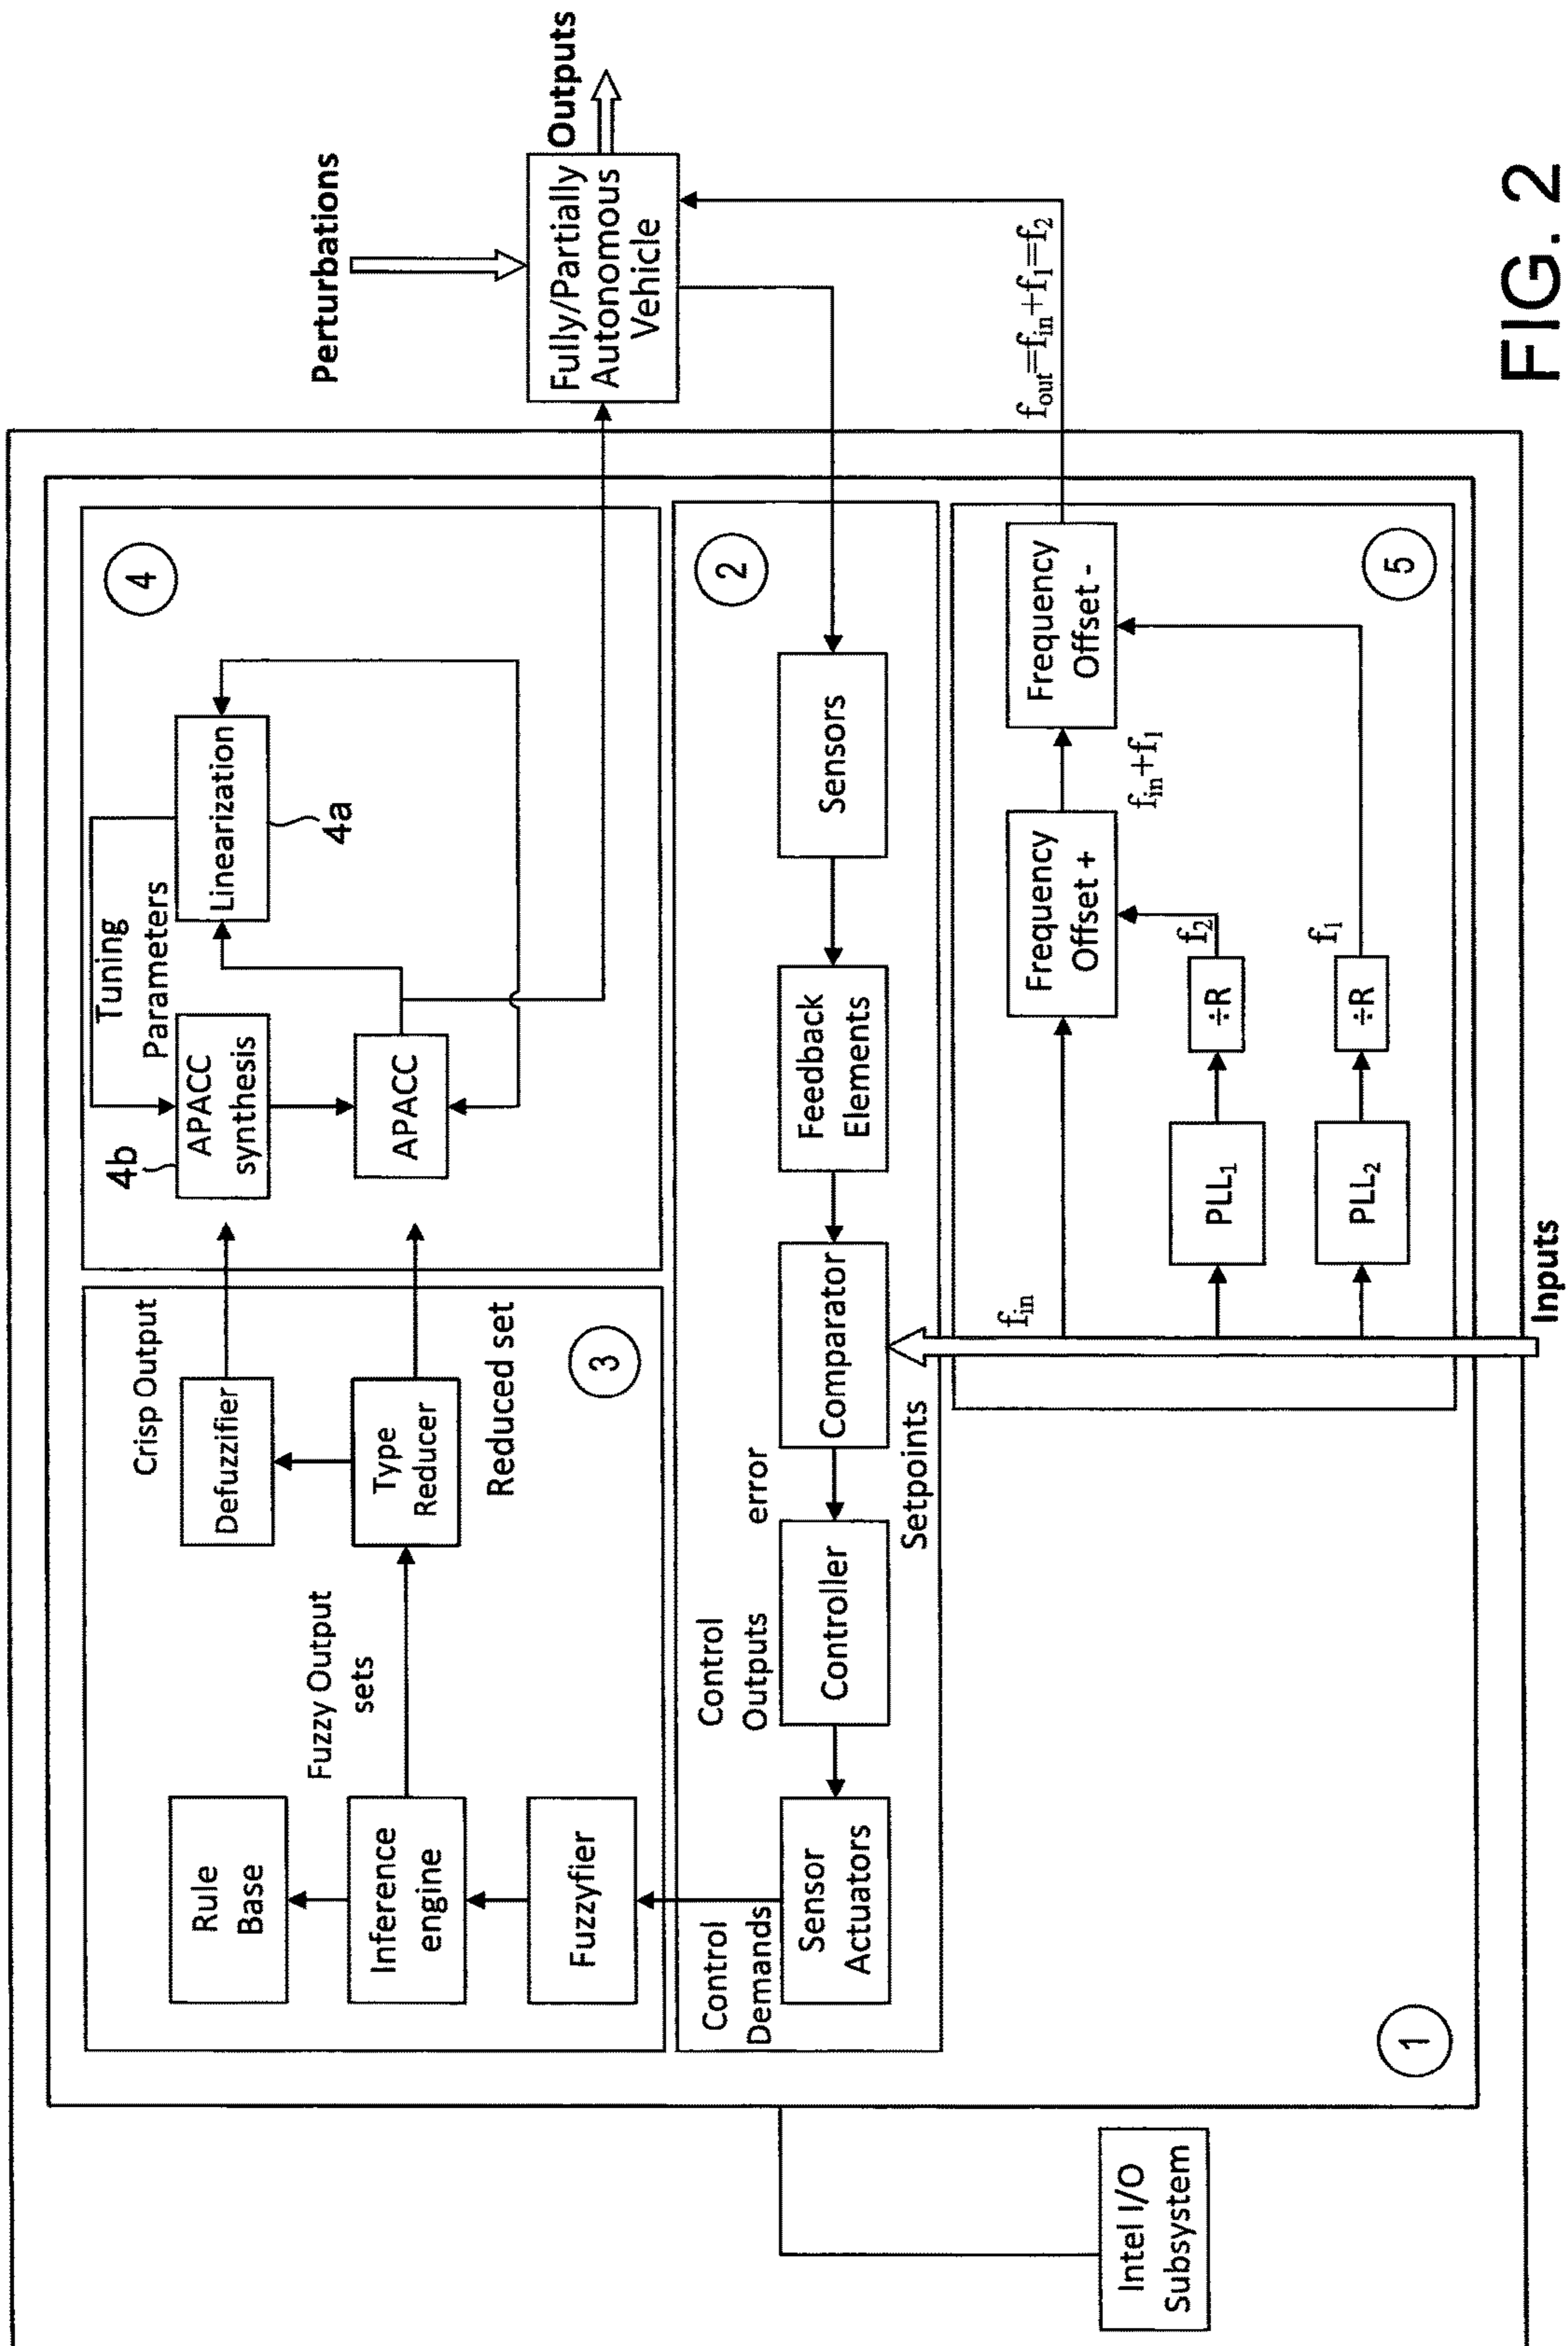 Perturbations
Fully/Partially
Autonomous
Vehicle
Outputs
4
Tuning
Parameters
Linearization
4a
4b
APACC
synthesis
APACC
3
Rule
Base
Inference
engine
Fuzzyfier
Fuzzy Output
sets
Type
Reducer
Defuzzifier
Crisp Output
Reduced set
2
Control
Demands
Sensor
Actuators
Control
Outputs
Controller
error
Setpoints
Comparator
Feedback
Elements
Sensors
5
fin
Frequency
Offset +
fin+f1
Frequency
Offset -
fout=fin+f1=f2
PLL1
÷R
f2
PLL2
÷R
f1
1
Intel I/O
Subsystem
Inputs
FIG. 2